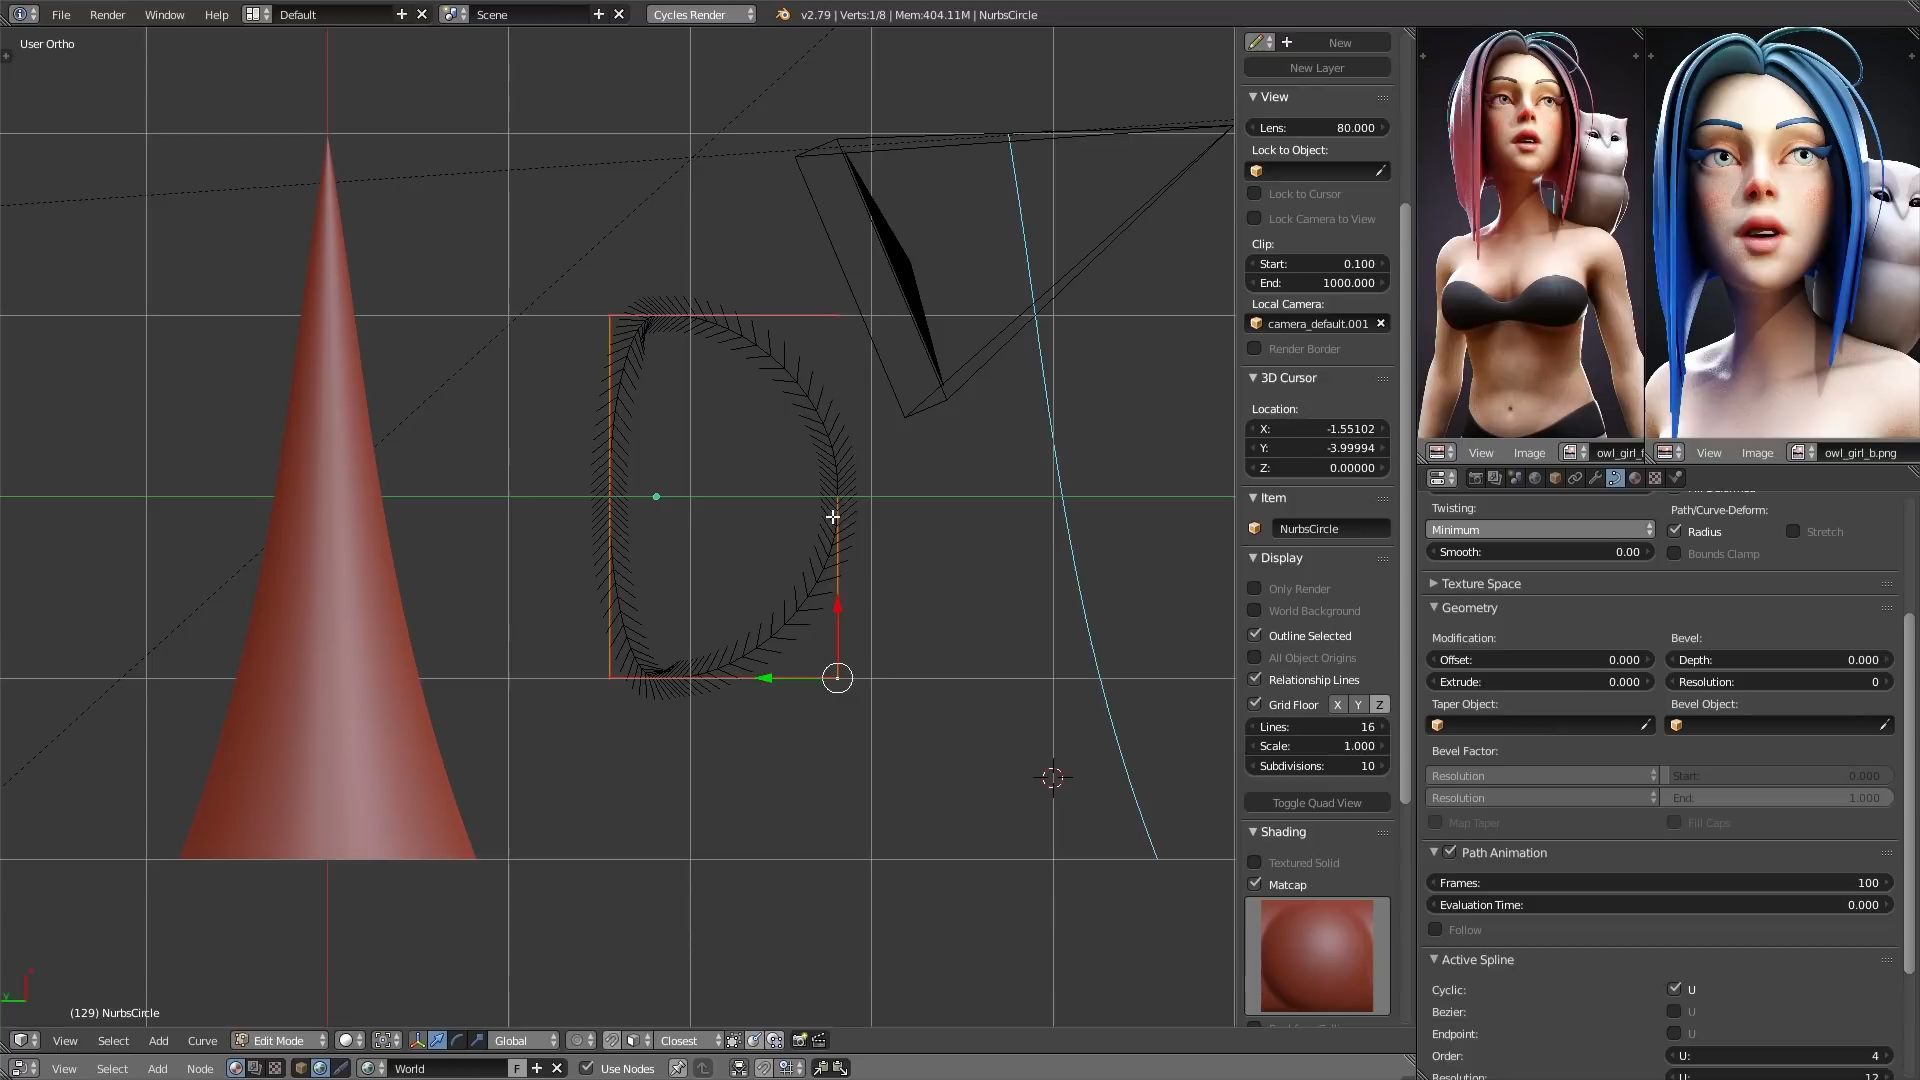 File Render Window Help Default Scene Cycles Render v2.79 | Verts:1/8 | Mem:404.11M | NurbsCircle
User Ortho
New
New Layer
View
Lens: 80.000
Lock to Object:
Lock to Cursor
Lock Camera to View
Clip:
Start: 0.100
End: 1000.000
Local Camera:
camera_default.001
Render Border
3D Cursor
Location:
X: -1.55102
Y: -3.99994
Z: 0.00000
Item
NurbsCircle
Display
Only Render
World Background
Outline Selected
All Object Origins
Relationship Lines
Grid Floor X Y Z
Lines: 16
Scale: 1.000
Subdivisions: 10
Toggle Quad View
Shading
Textured Solid
Matcap
View Image owl_girl_f View Image owl_girl_b.png
Twisting: Path/Curve-Deform:
Minimum Radius Stretch
Smooth: 0.00 Bounds Clamp
Texture Space
Geometry
Modification: Bevel:
Offset: 0.000 Depth: 0.000
Extrude: 0.000 Resolution: 0
Taper Object: Bevel Object:
Bevel Factor:
Resolution Start: 0.000
Resolution End: 1.000
Map Taper Fill Caps
Path Animation
Frames: 100
Evaluation Time: 0.000
Follow
Active Spline
Cyclic: U
Bezier: U
Endpoint: U
Order: U: 4
Resolution: U: 12
x
y
(129) NurbsCircle
View Select Add Curve Edit Mode Global Closest
View Select Add Node World F Use Nodes